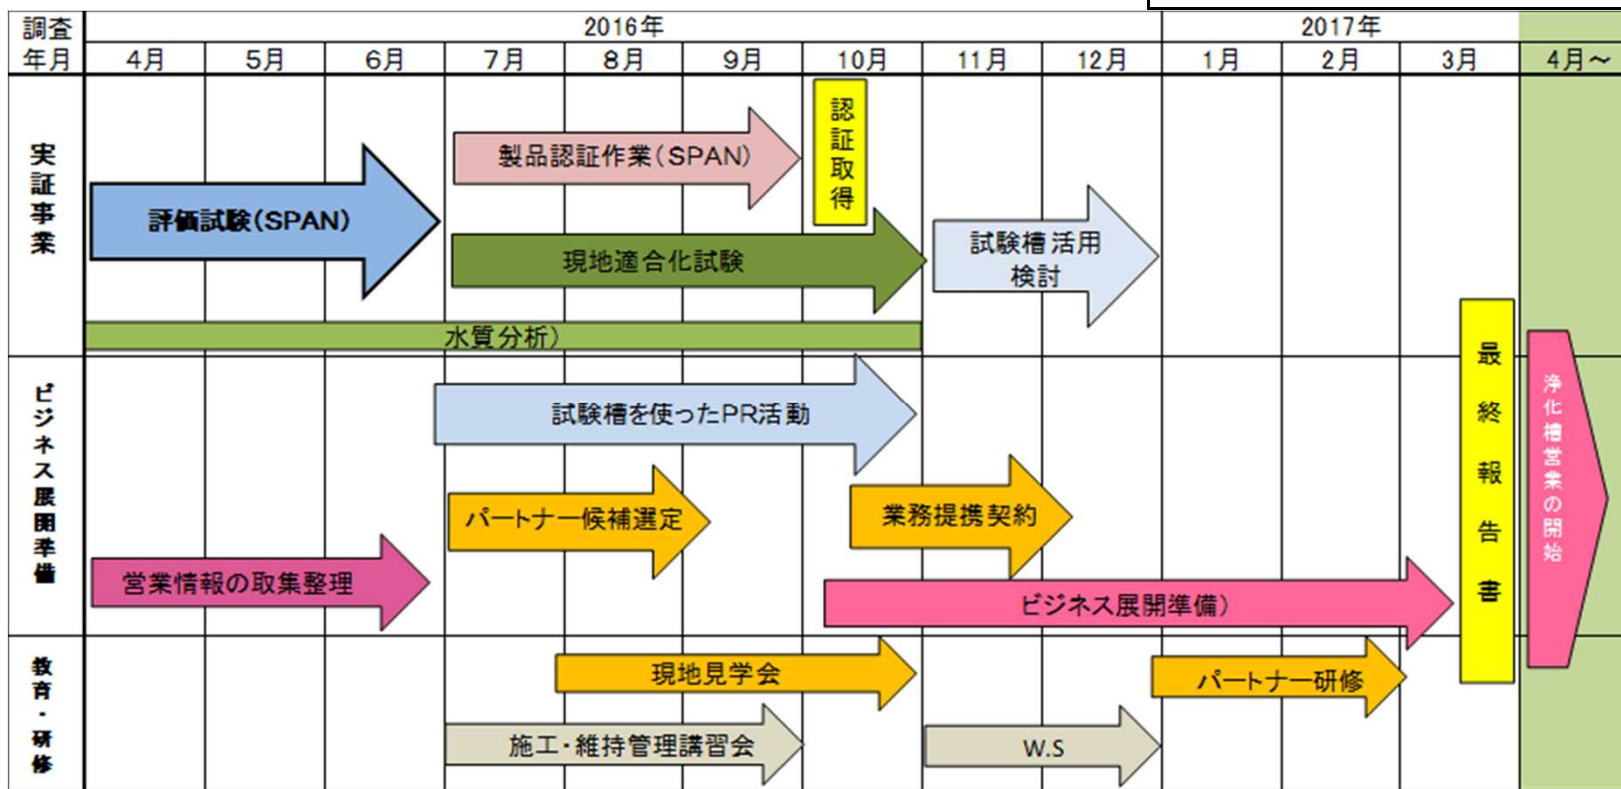 調査 2016年 2017年
年月 4月 5月 6月 7月 8月 9月 10月 11月 12月 1月 2月 3月 4月～
実証事業
評価試験(SPAN)
製品認証作業(SPAN)
認証取得
現地適合化試験
試験槽活用
検討
水質分析)
ビジネス展開準備
試験槽を使ったPR活動
パートナー候補選定
業務提携契約
営業情報の取集整理
ビジネス展開準備)
最終報告書
浄化槽営業の開始
教育・研修
現地見学会
パートナー研修
施工・維持管理講習会
W.S